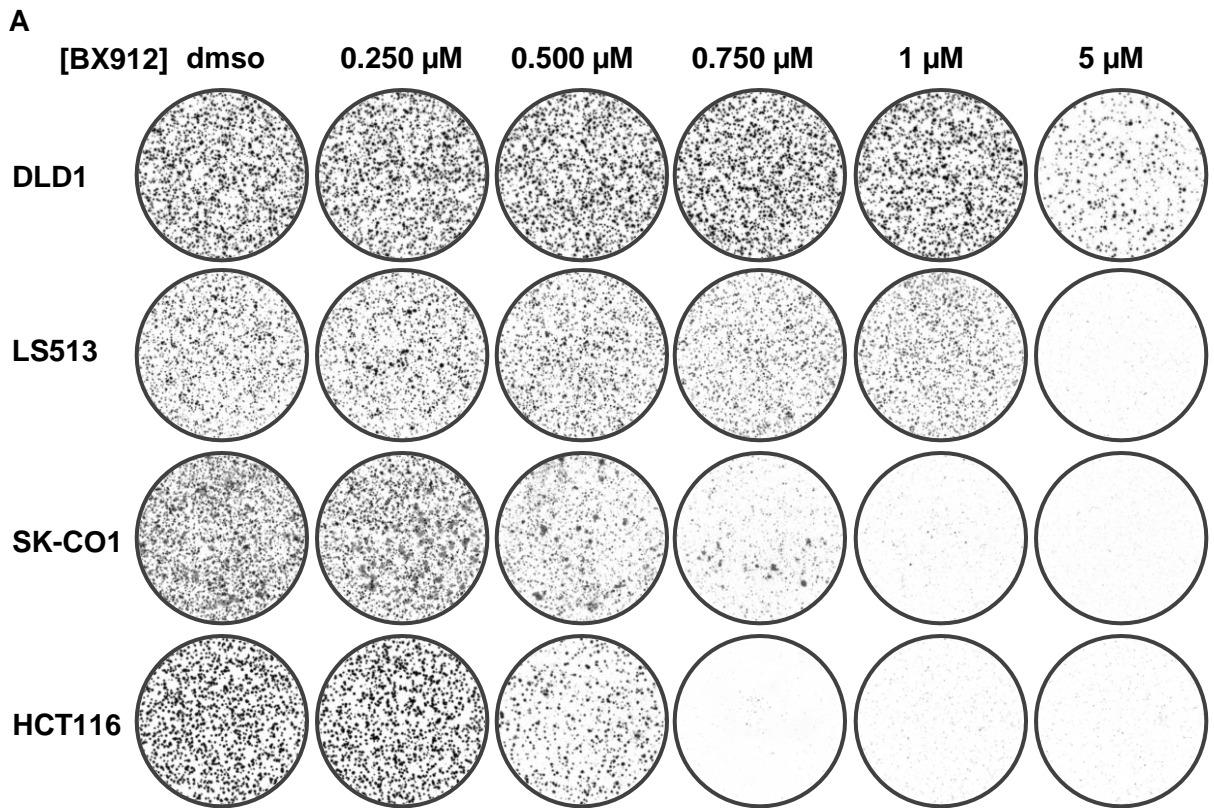 A
[BX912] dmso 0.250 µM 0.500 µM 0.750 µM 1 µM 5 µM
DLD1
LS513
SK-CO1
HCT116